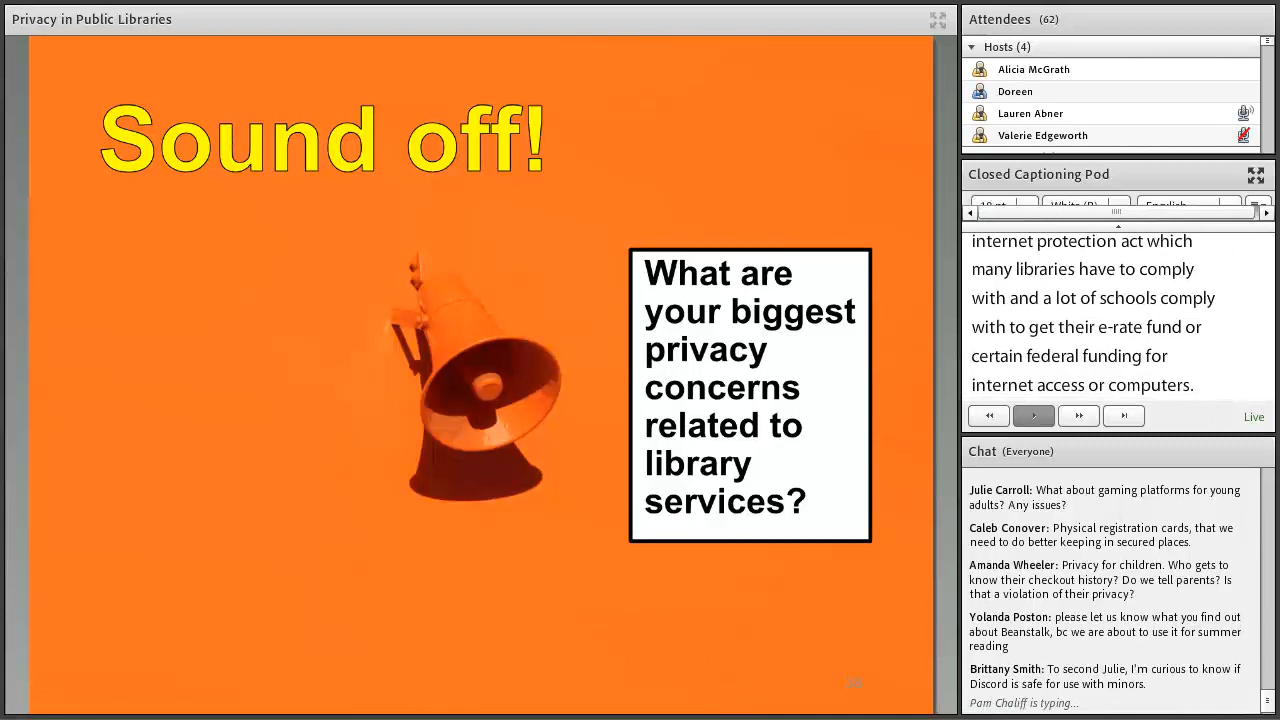 Privacy in Public Libraries
Sound off!
What are
your biggest
privacy
concerns
related to
library
services?
Attendees (62)
Hosts (4)
Alicia McGrath
Doreen
Lauren Abner
Valerie Edgeworth
Closed Captioning Pod
internet protection act which
many libraries have to comply
with and a lot of schools comply
with to get their e-rate fund or
certain federal funding for
internet access or computers.
Live
Chat (Everyone)
Julie Carroll: What about gaming platforms for young
adults? Any issues?
Caleb Conover: Physical registration cards, that we
need to do better keeping in secured places.
Amanda Wheeler: Privacy for children. Who gets to
know their checkout history? Do we tell parents? Is
that a violation of their privacy?
Yolanda Poston: please let us know what you find out
about Beanstalk, bc we are about to use it for summer
reading
Brittany Smith: To second Julie, I'm curious to know if
Discord is safe for use with minors.
Pam Chaliff is typing...